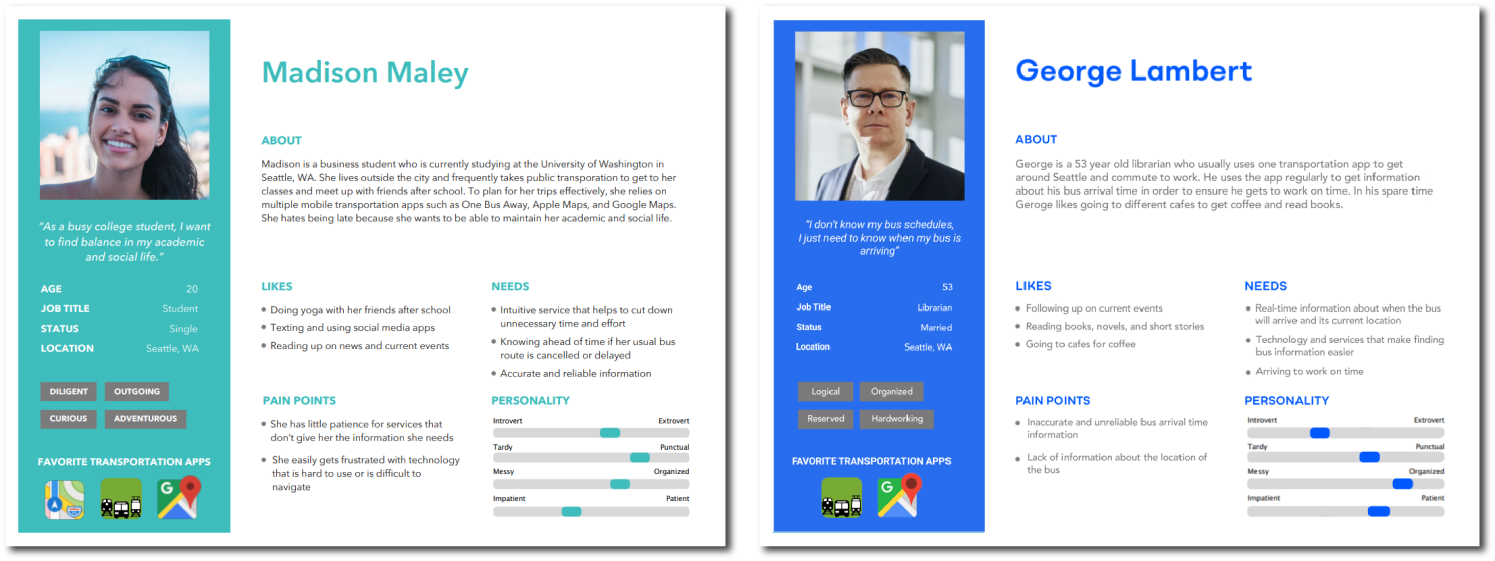 Madison Maley
ABOUT
Madison is a business student who is currently studying at the University of Washington in
Seattle, WA. She lives outside the city and frequently takes public transporation to get to her
classes and meet up with friends after school. To plan for her trips effectively, she relies on
multiple mobile transportation apps such as One Bus Away, Apple Maps, and Google Maps.
She hates being late because she wants to be able to maintain her academic and social life.
"As a busy college student, I want
to find balance in my academic
and social life."
AGE 20
JOB TITLE Student
STATUS Single
LOCATION Seattle, WA
DILIGENT OUTGOING
CURIOUS ADVENTUROUS
FAVORITE TRANSPORTATION APPS
G
LIKES
• Doing yoga with her friends after school
• Texting and using social media apps
• Reading up on news and current events
NEEDS
• Intuitive service that helps to cut down
unnecessary time and effort
• Knowing ahead of time if her usual bus
route is cancelled or delayed
• Accurate and reliable information
PAIN POINTS
• She has little patience for services that
don't give her the information she needs
• She easily gets frustrated with technology
that is hard to use or is difficult to
navigate
PERSONALITY
Introvert Extrovert
Tardy Punctual
Messy Organized
Impatient Patient
George Lambert
ABOUT
George is a 53 year old librarian who usually uses one transportation app to get
around Seattle and commute to work. He uses the app regularly to get information
about his bus arrival time in order to ensure he gets to work on time. In his spare time
Geroge likes going to different cafes to get coffee and read books.
"I don't know my bus schedules,
I just need to know when my bus is
arriving"
Age 53
Job Title Librarian
Status Married
Location Seattle, WA
Logical Organized
Reserved Hardworking
FAVORITE TRANSPORTATION APPS
G
LIKES
• Following up on current events
• Reading books, novels, and short stories
• Going to cafes for coffee
NEEDS
• Real-time information about when the bus
will arrive and its current location
• Technology and services that make finding
bus information easier
• Arriving to work on time
PAIN POINTS
• Inaccurate and unreliable bus arrival time
information
• Lack of information about the location of
the bus
PERSONALITY
Introvert Extrovert
Tardy Punctual
Messy Organized
Impatient Patient